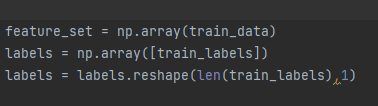 feature_set = np.array(train_data)
labels = np.array([train_labels])
labels = labels.reshape(len(train_labels),1)